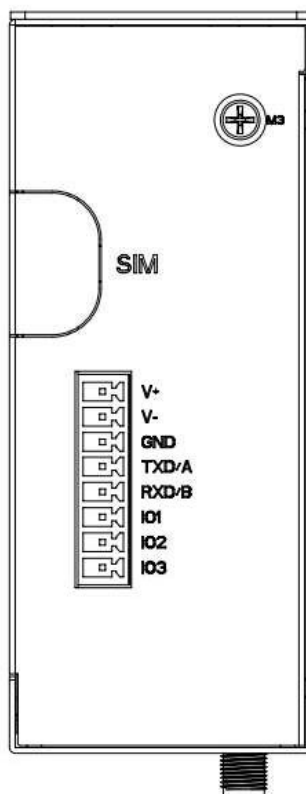 M3
SIM
V+
V-
GND
TXD/A
RXD/B
IO1
IO2
IO3